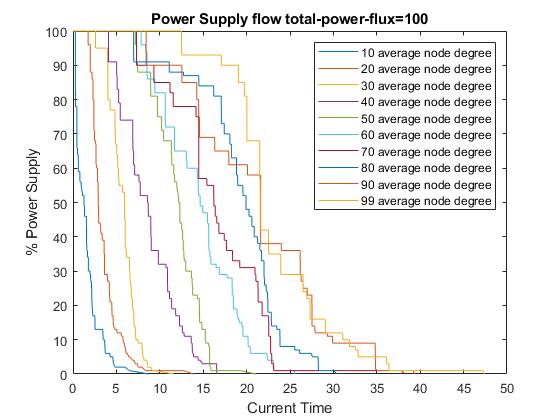 Power Supply flow total-power-flux=100
100
90
80
70
60
50
40
30
20
10
0
% Power Supply
10 average node degree
20 average node degree
30 average node degree
40 average node degree
50 average node degree
60 average node degree
70 average node degree
80 average node degree
90 average node degree
99 average node degree
0 5 10 15 20 25 30 35 40 45 50
Current Time